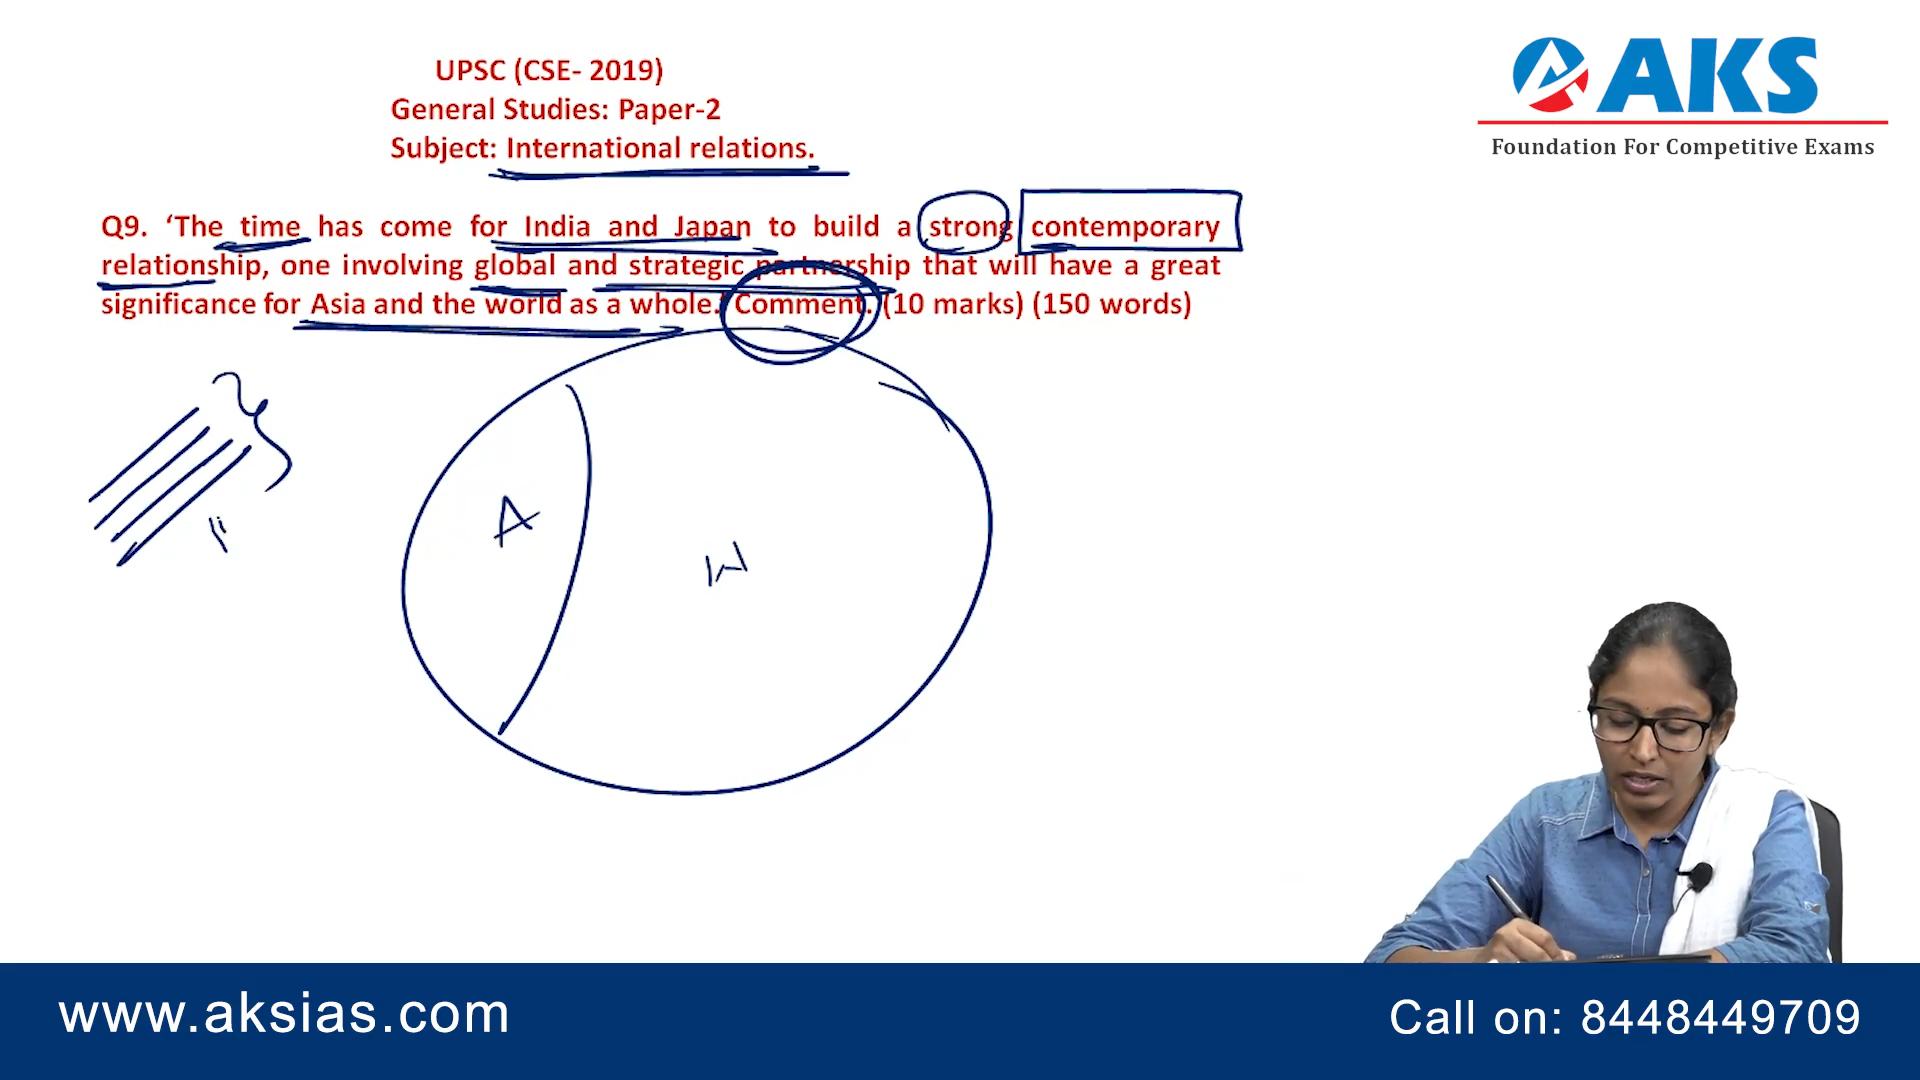 UPSC (CSE- 2019)
General Studies: Paper-2
Subject: International relations.
AKS
Foundation For Competitive Exams
Q9. ‘The time has come for India and Japan to build a strong contemporary
relationship, one involving global and strategic partnership that will have a great
significance for Asia and the world as a whole. Comment. (10 marks) (150 words)
A
W
www.aksias.com
Call on: 8448449709